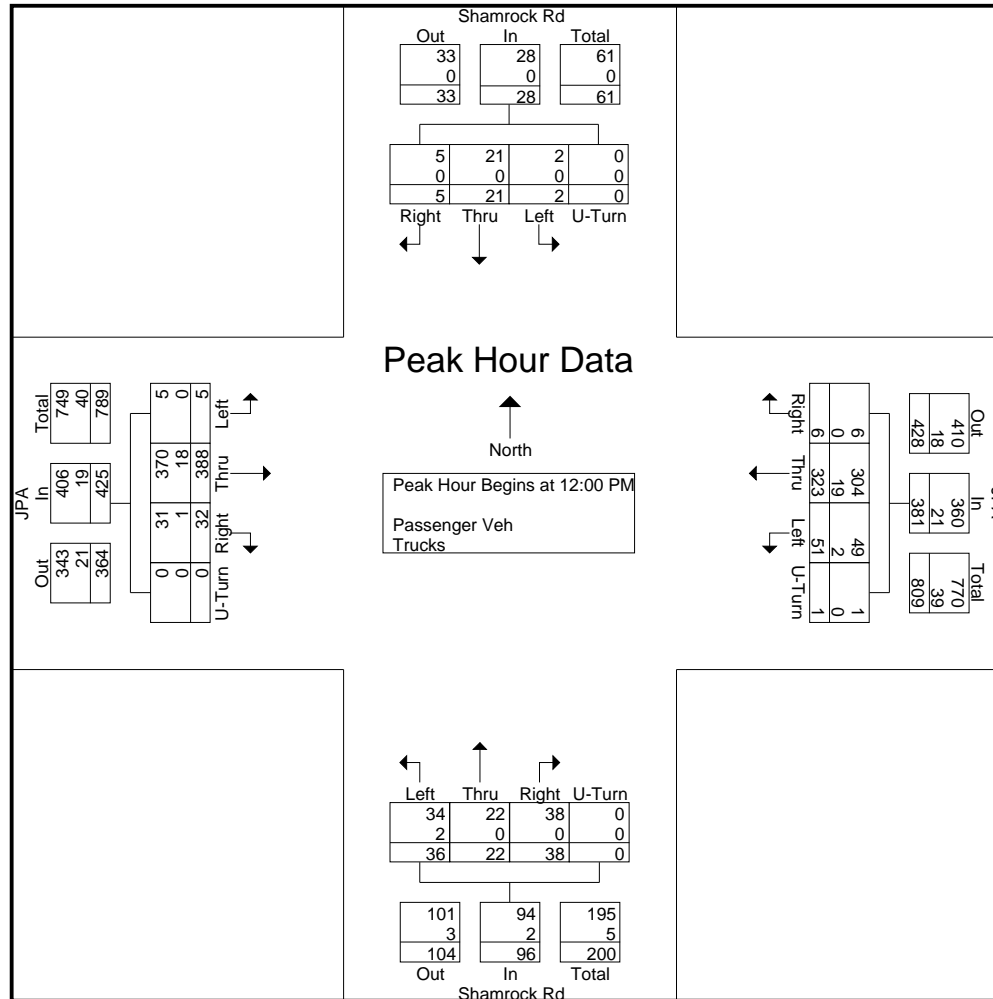 Shamrock Rd
Out In Total
33 28 61
0 0 0
33 28 61
5 21 2 0
0 0 0 0
5 21 2 0
Right Thru Left U-Turn
Peak Hour Data
North
Peak Hour Begins at 12:00 PM
Passenger Veh
Trucks
JPA
Total In Out
749 406 343
40 19 21
789 425 364
5 370 31 0
0 18 1 0
5 388 32 0
Left Thru Right U-Turn
Out In Total
410 360 770
18 21 39
428 381 809
6 304 49 1
0 19 2 0
6 323 51 1
Right Thru Left U-Turn
Left Thru Right U-Turn
34 22 38 0
2 0 0 0
36 22 38 0
101 94 195
3 2 5
104 96 200
Out In Total
Shamrock Rd